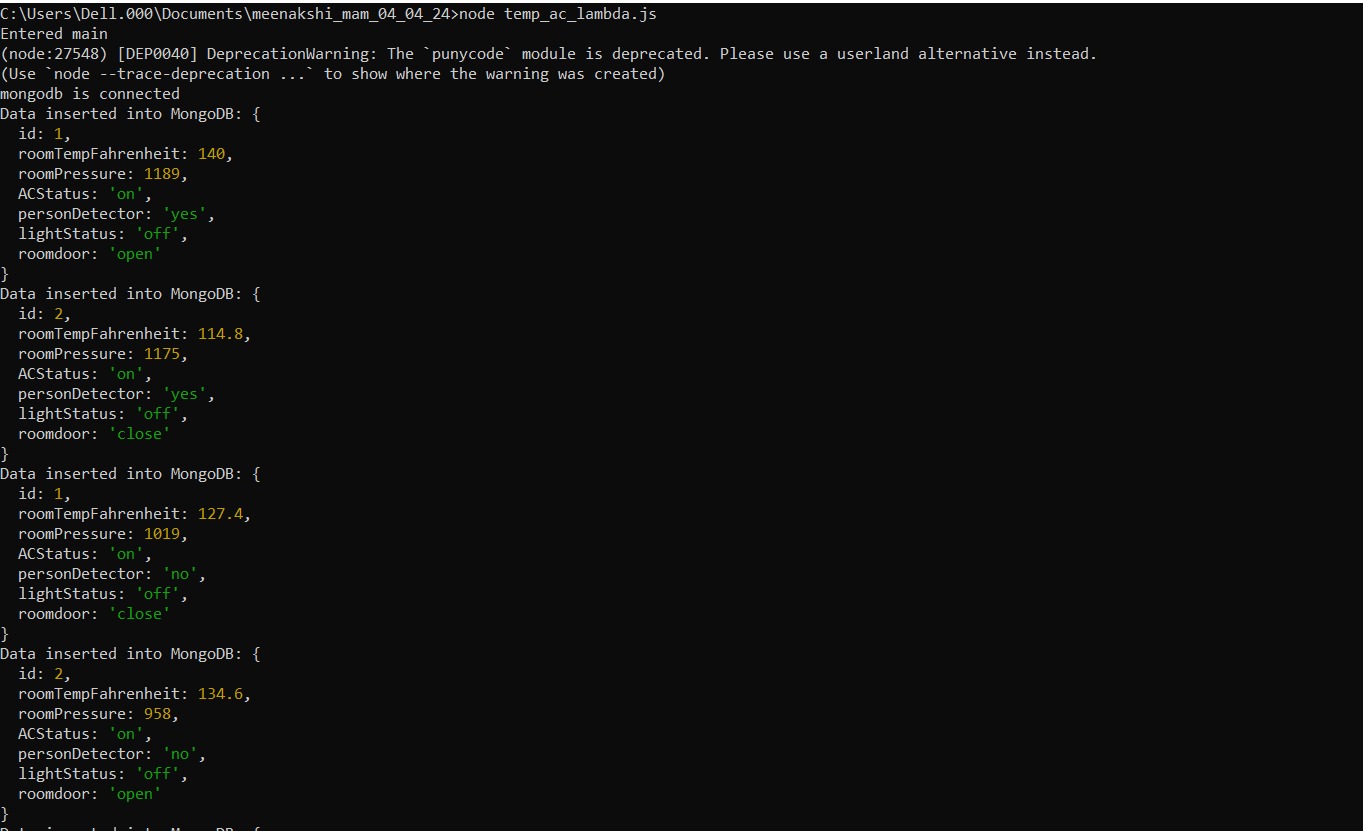 C:\Users\Dell.000\Documents\meenakshi_mam_04_04_24>node temp_ac_lambda.js
Entered main
(node:27548) [DEP0040] DeprecationWarning: The `punycode` module is deprecated. Please use a userland alternative instead.
(Use `node --trace-deprecation ...` to show where the warning was created)
mongodb is connected
Data inserted into MongoDB: {
  id: 1,
  roomTempFahrenheit: 140,
  roomPressure: 1189,
  ACStatus: 'on',
  personDetector: 'yes',
  lightStatus: 'off',
  roomdoor: 'open'
}
Data inserted into MongoDB: {
  id: 2,
  roomTempFahrenheit: 114.8,
  roomPressure: 1175,
  ACStatus: 'on',
  personDetector: 'yes',
  lightStatus: 'off',
  roomdoor: 'close'
}
Data inserted into MongoDB: {
  id: 1,
  roomTempFahrenheit: 127.4,
  roomPressure: 1019,
  ACStatus: 'on',
  personDetector: 'no',
  lightStatus: 'off',
  roomdoor: 'close'
}
Data inserted into MongoDB: {
  id: 2,
  roomTempFahrenheit: 134.6,
  roomPressure: 958,
  ACStatus: 'on',
  personDetector: 'no',
  lightStatus: 'off',
  roomdoor: 'open'
}